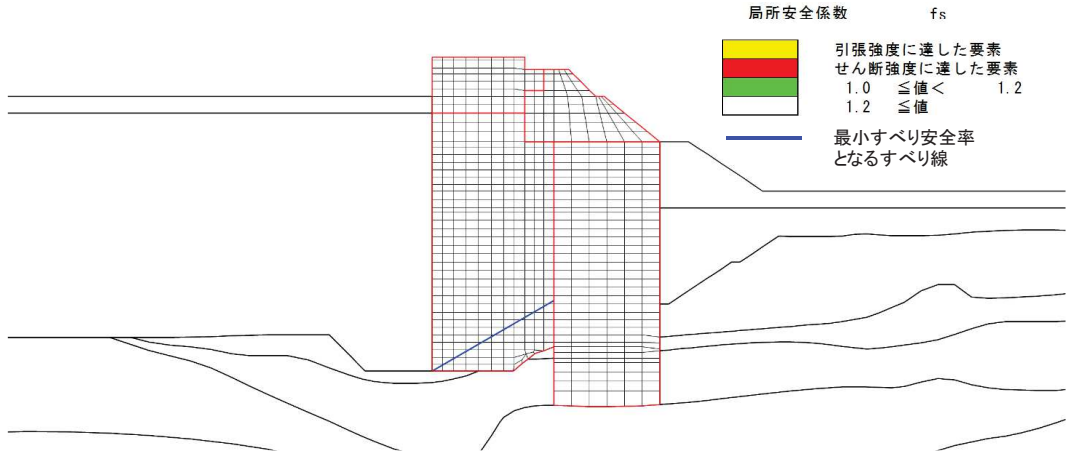 局所安全係数 fs
引張強度に達した要素
せん断強度に達した要素
1.0 ≦値< 1.2
1.2 ≦値
最小すべり安全率
となるすべり線